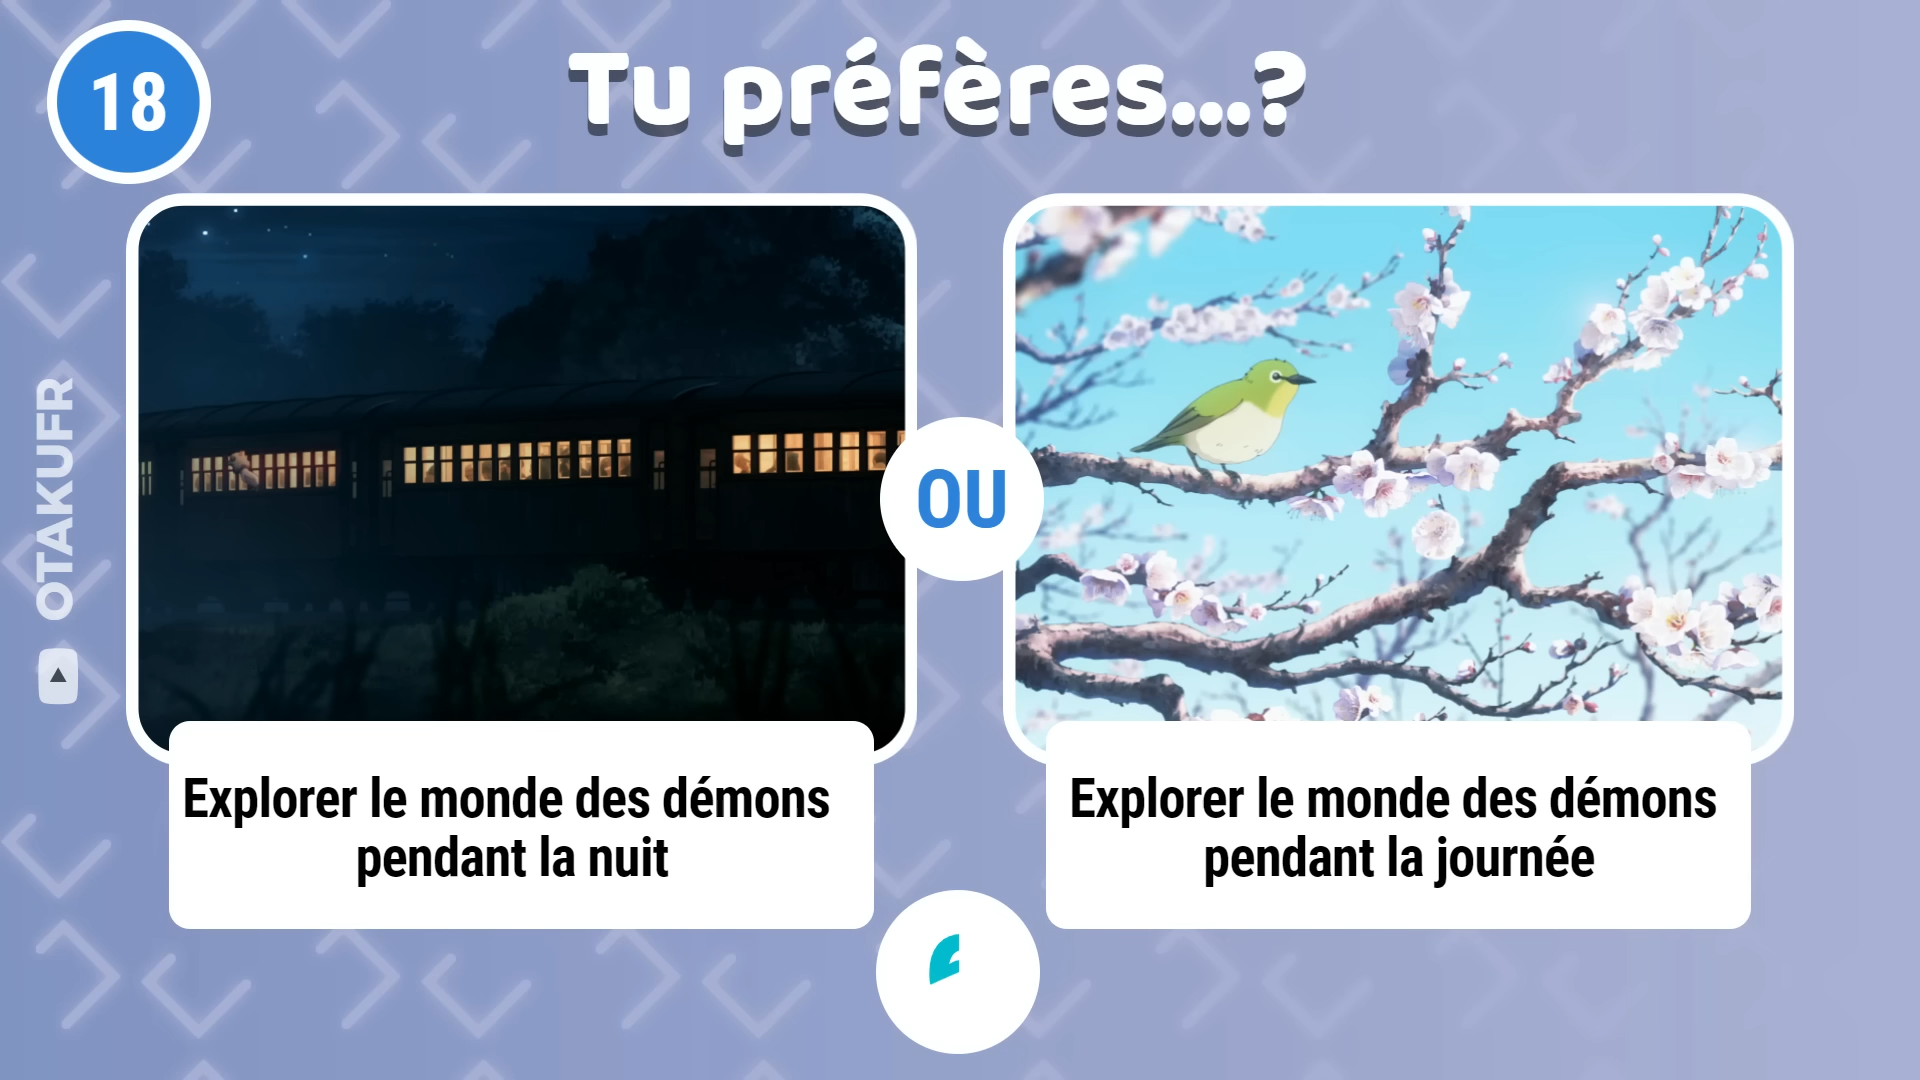 18
Tu préfères...?
OTAKUFR
OU
Explorer le monde des démons
pendant la nuit
Explorer le monde des démons
pendant la journée